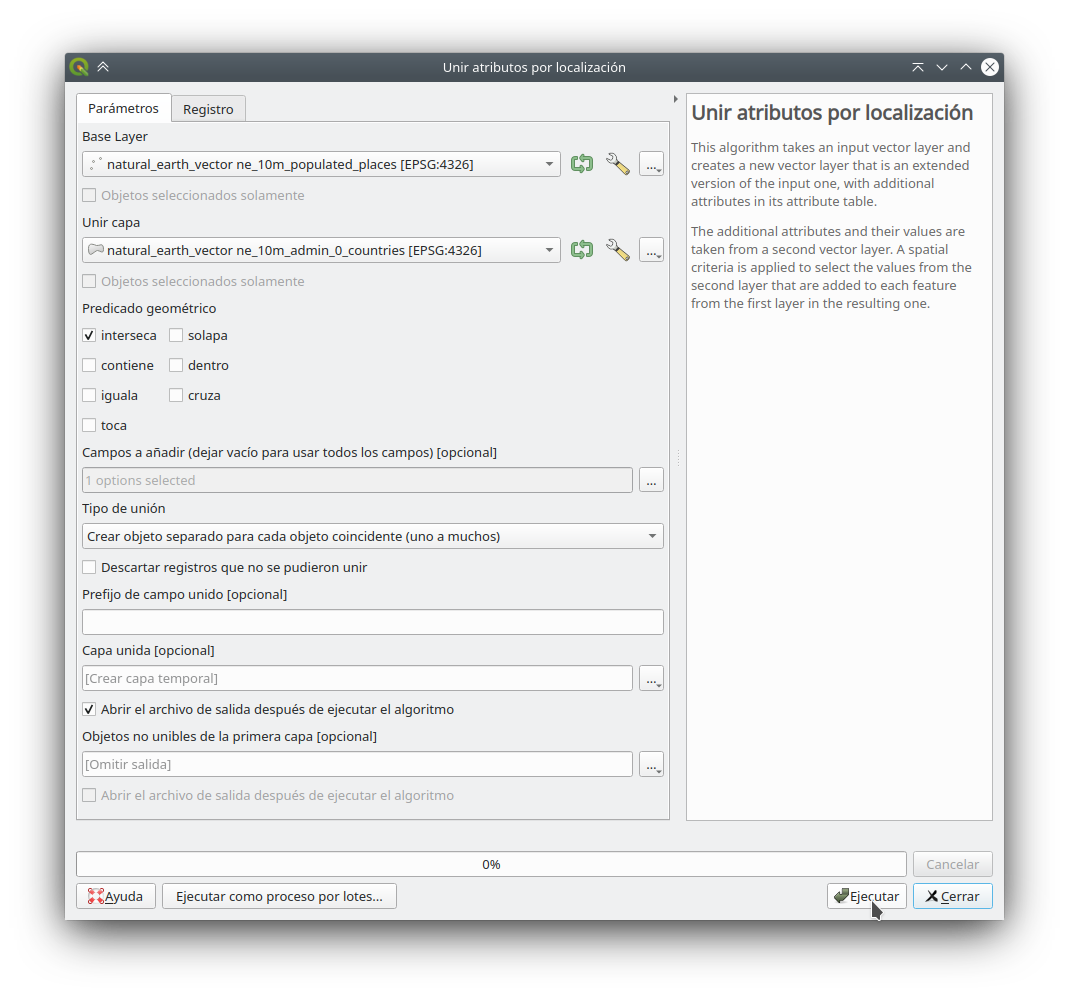 Unir atributos por localización
Parámetros
Registro
Base Layer
natural_earth_vector ne_10m_populated_places [EPSG:4326]
...
Objetos seleccionados solamente
Unir capa
natural_earth_vector ne_10m_admin_0_countries [EPSG:4326]
...
Objetos seleccionados solamente
Predicado geométrico
interseca
solapa
contiene
dentro
iguala
cruza
toca
Campos a añadir (dejar vacío para usar todos los campos) [opcional]
1 options selected
...
Tipo de unión
Crear objeto separado para cada objeto coincidente (uno a muchos)
Descartar registros que no se pudieron unir
Prefijo de campo unido [opcional]
Capa unida [opcional]
[Crear capa temporal]
...
Abrir el archivo de salida después de ejecutar el algoritmo
Objetos no unibles de la primera capa [opcional]
[Omitir salida]
...
Abrir el archivo de salida después de ejecutar el algoritmo
Unir atributos por localización
This algorithm takes an input vector layer and
creates a new vector layer that is an extended
version of the input one, with additional
attributes in its attribute table.
The additional attributes and their values are
taken from a second vector layer. A spatial
criteria is applied to select the values from the
second layer that are added to each feature
from the first layer in the resulting one.
0%
Cancelar
Ayuda
Ejecutar como proceso por lotes...
Ejecutar
Cerrar